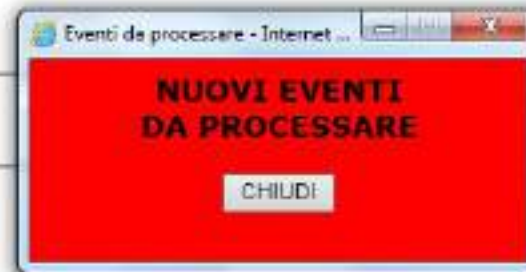 Eventi da processare - Internet ...
NUOVI EVENTI
DA PROCESSARE
CHIUDI